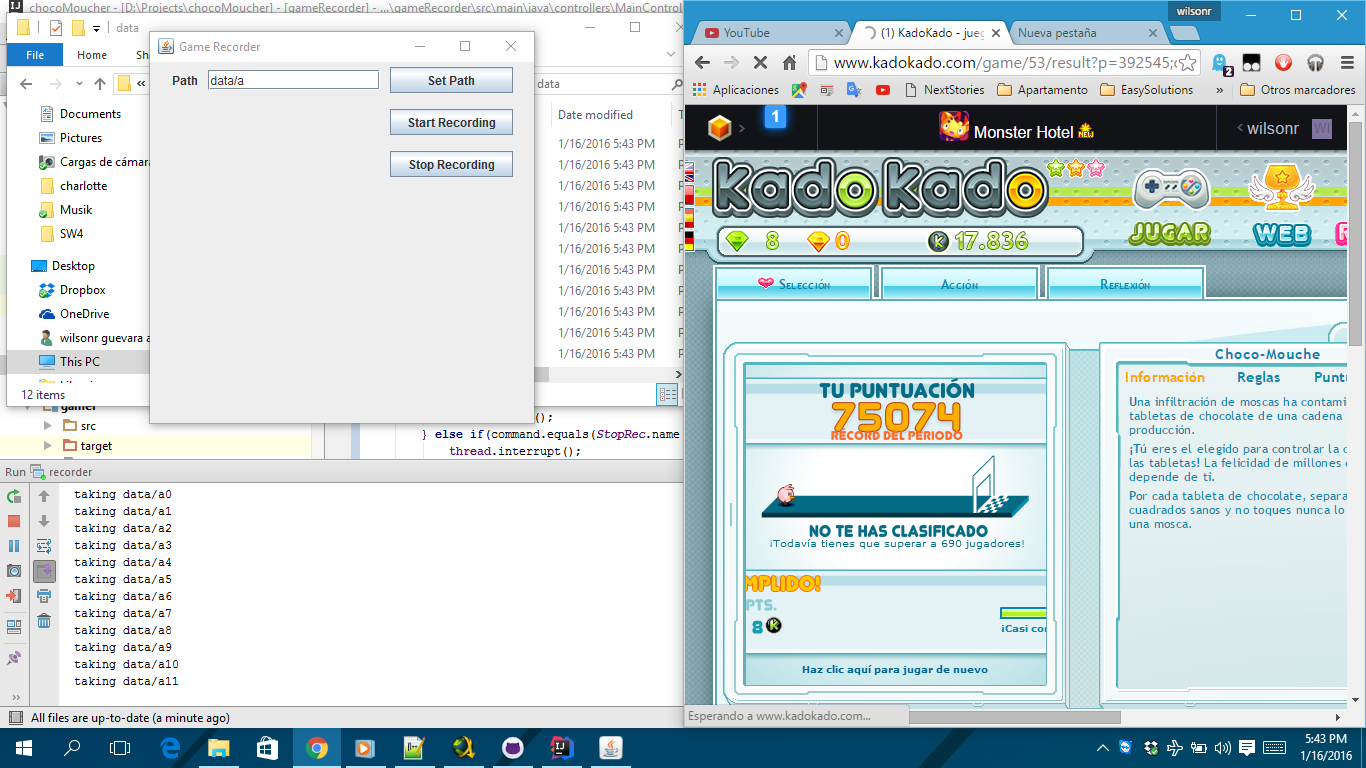 chocoMoucher - [D:\Projects\chocoMoucher] - [gameRecorder] - ...\gameRecorder\src\main\java\controllers\MainControl
data
File
Home
data
Documents
Pictures
Cargas de cámara
charlotte
Musik
SW4
Desktop
Dropbox
OneDrive
wilsonr guevara a
This PC
12 items
Date modified
1/16/2016 5:43 PM
1/16/2016 5:43 PM
1/16/2016 5:43 PM
1/16/2016 5:43 PM
1/16/2016 5:43 PM
1/16/2016 5:43 PM
1/16/2016 5:43 PM
1/16/2016 5:43 PM
1/16/2016 5:43 PM
1/16/2016 5:43 PM
1/16/2016 5:43 PM
Game Recorder
Path
data/a
Set Path
Start Recording
Stop Recording
gamer
src
target
();
} else if(command.equals(StopRec.name
thread.interrupt();
Run recorder
taking data/a0
taking data/a1
taking data/a2
taking data/a3
taking data/a4
taking data/a5
taking data/a6
taking data/a7
taking data/a8
taking data/a9
taking data/a10
taking data/a11
All files are up-to-date (a minute ago)
wilsonr
YouTube
(1) KadoKado - jueg
Nueva pestaña
www.kadokado.com/game/53/result?p=392545;c
2
Aplicaciones
NextStories
Apartamento
EasySolutions
»
Otros marcadores
1
Monster Hotel NEW
wilsonr
WI
KadoKado
8
0
K 17.836
JUGAR
WEB
Selección
Acción
Reflexión
TU PUNTUACIÓN
75074
RECORD DEL PERIODO
NO TE HAS CLASIFICADO
¡Todavía tienes que superar a 690 jugadores!
MPLIDO!
PTS.
8 K
¡Casi con
Haz clic aquí para jugar de nuevo
Choco-Mouche
Información
Reglas
Puntu
Una infiltración de moscas ha contami
tabletas de chocolate de una cadena
producción.
¡Tú eres el elegido para controlar la c
las tabletas! La felicidad de millones d
depende de ti.
Por cada tableta de chocolate, separa
cuadrados sanos y no toques nunca lo
una mosca.
Esperando a www.kadokado.com...
5:43 PM
1/16/2016